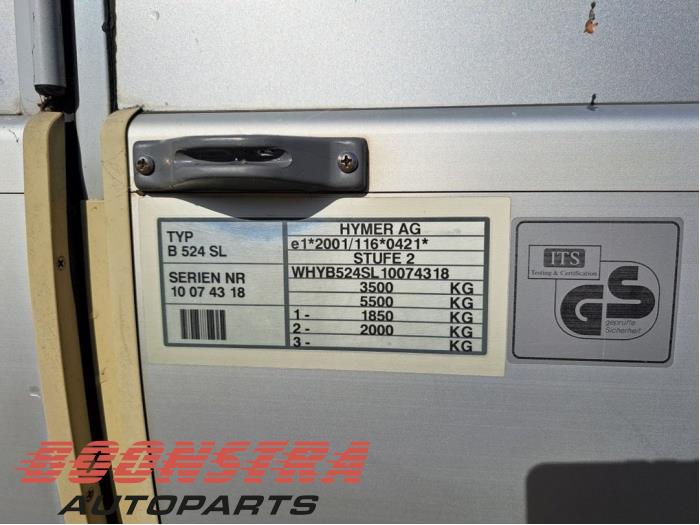 TYP
B 524 SL
SERIEN NR
10 07 43 18
HYMER AG
e1*2001/116*0421*
STUFE 2
WHYB524SL10074318
3500 KG
5500 KG
1- 1850 KG
2- 2000 KG
3- KG
ITS
Testing & Certification
GS
geprüfte
Sicherheit
BOONSTRA
AUTOPARTS